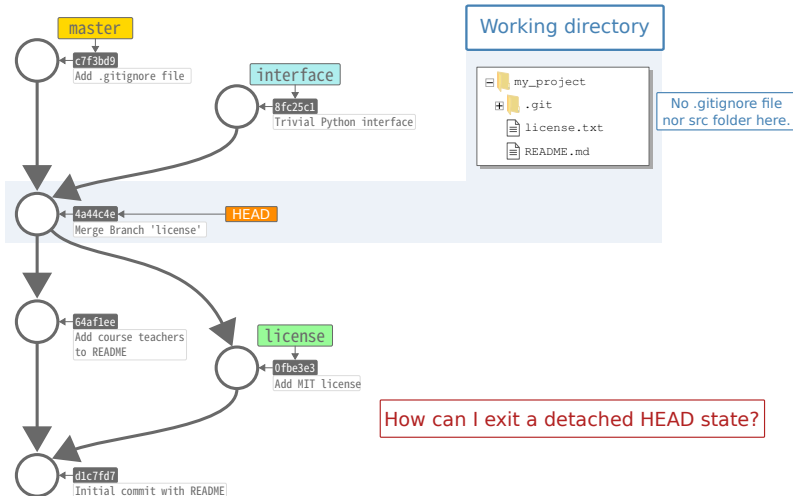 master
c7f3bd9
Add .gitignore file
interface
8fc25c1
Trivial Python interface
Working directory
my_project
.git
license.txt
README.md
No .gitignore file
nor src folder here.
4a44c4e
HEAD
Merge Branch 'license'
64af1ee
Add course teachers
to README
license
0fbe3e3
Add MIT license
How can I exit a detached HEAD state?
d1c7fd7
Initial commit with README